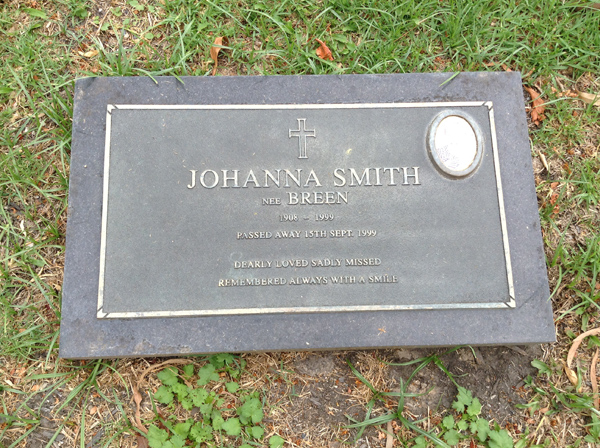 JOHANNA SMITH
NEE BREEN
1908 - 1999
PASSED AWAY 15TH SEPT. 1999
DEARLY LOVED SADLY MISSED
REMEMBERED ALWAYS WITH A SMILE